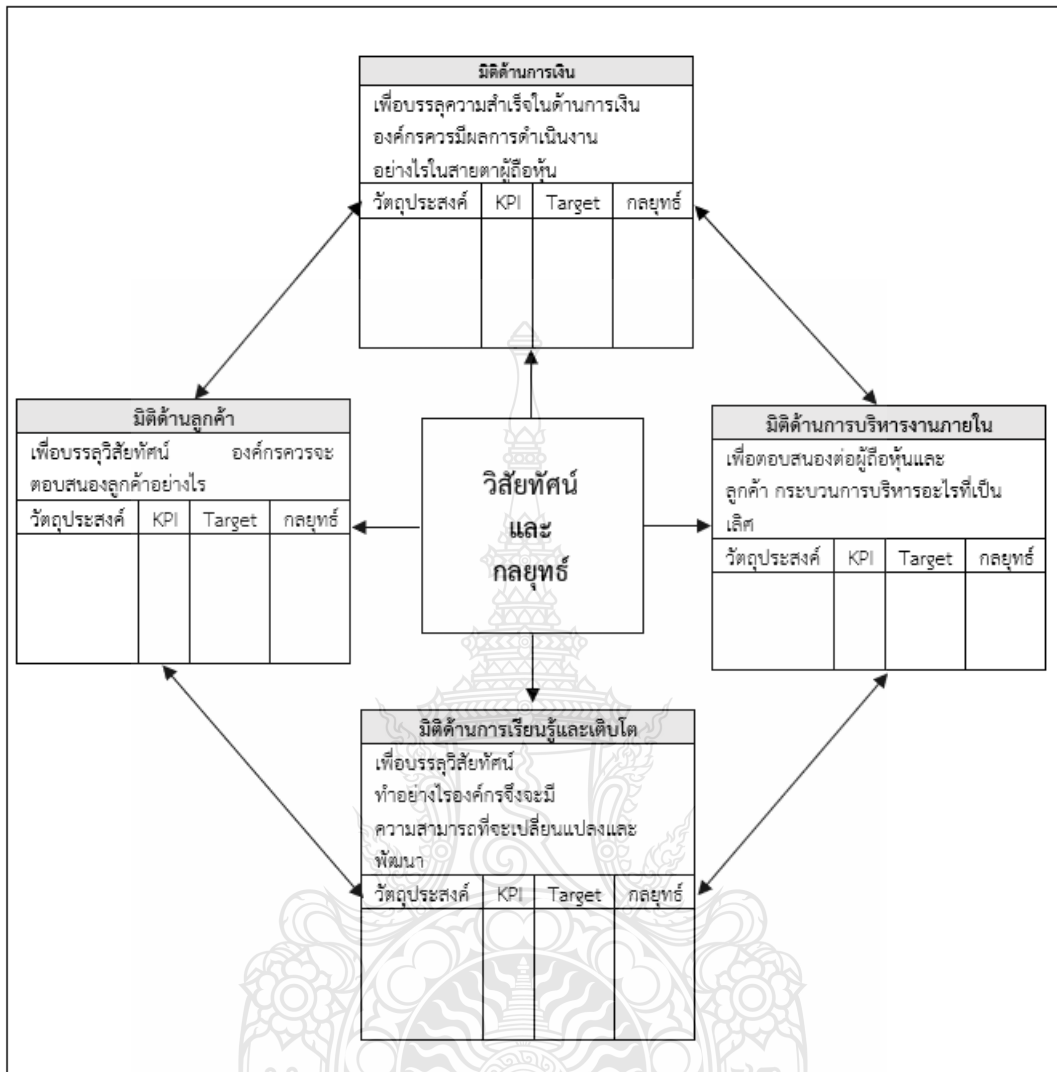 มิติด้านการเงิน
เพื่อบรรลุความสำเร็จในด้านการเงิน
องค์กรควรมีผลการดำเนินงาน
อย่างไรในสายตาผู้ถือหุ้น
วัตถุประสงค์ KPI Target กลยุทธ์
มิติด้านลูกค้า
เพื่อบรรลุวิสัยทัศน์ องค์กรควรจะ
ตอบสนองลูกค้าอย่างไร
วัตถุประสงค์ KPI Target กลยุทธ์
วิสัยทัศน์
และ
กลยุทธ์
มิติด้านการบริหารงานภายใน
เพื่อตอบสนองต่อผู้ถือหุ้นและ
ลูกค้า กระบวนการบริหารอะไรที่เป็น
เลิศ
วัตถุประสงค์ KPI Target กลยุทธ์
มิติด้านการเรียนรู้และเติบโต
เพื่อบรรลุวิสัยทัศน์
ทำอย่างไรองค์กรจึงจะมี
ความสามารถที่จะเปลี่ยนแปลงและ
พัฒนา
วัตถุประสงค์ KPI Target กลยุทธ์